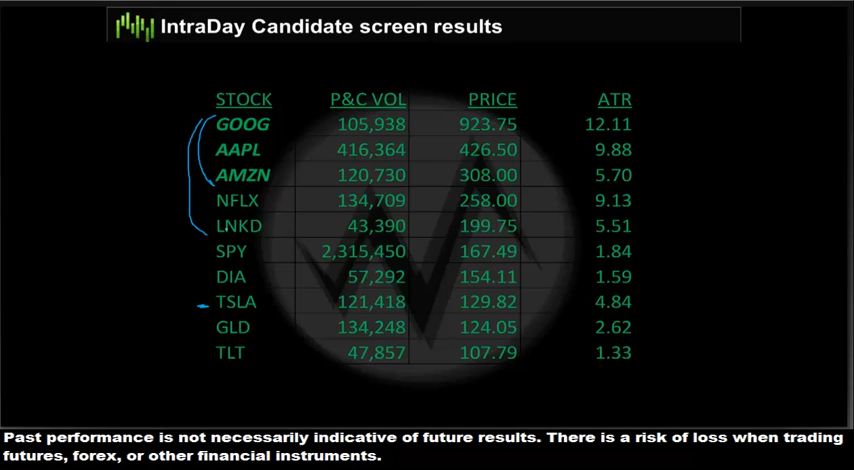 IntraDay Candidate screen results
STOCK P&C VOL PRICE ATR
GOOG 105,938 923.75 12.11
AAPL 416,364 426.50 9.88
AMZN 120,730 308.00 5.70
NFLX 134,709 258.00 9.13
LNKD 43,390 199.75 5.51
SPY 2,315,450 167.49 1.84
DIA 57,292 154.11 1.59
TSLA 121,418 129.82 4.84
GLD 134,248 124.05 2.62
TLT 47,857 107.79 1.33
Past performance is not necessarily indicative of future results. There is a risk of loss when trading
futures, forex, or other financial instruments.